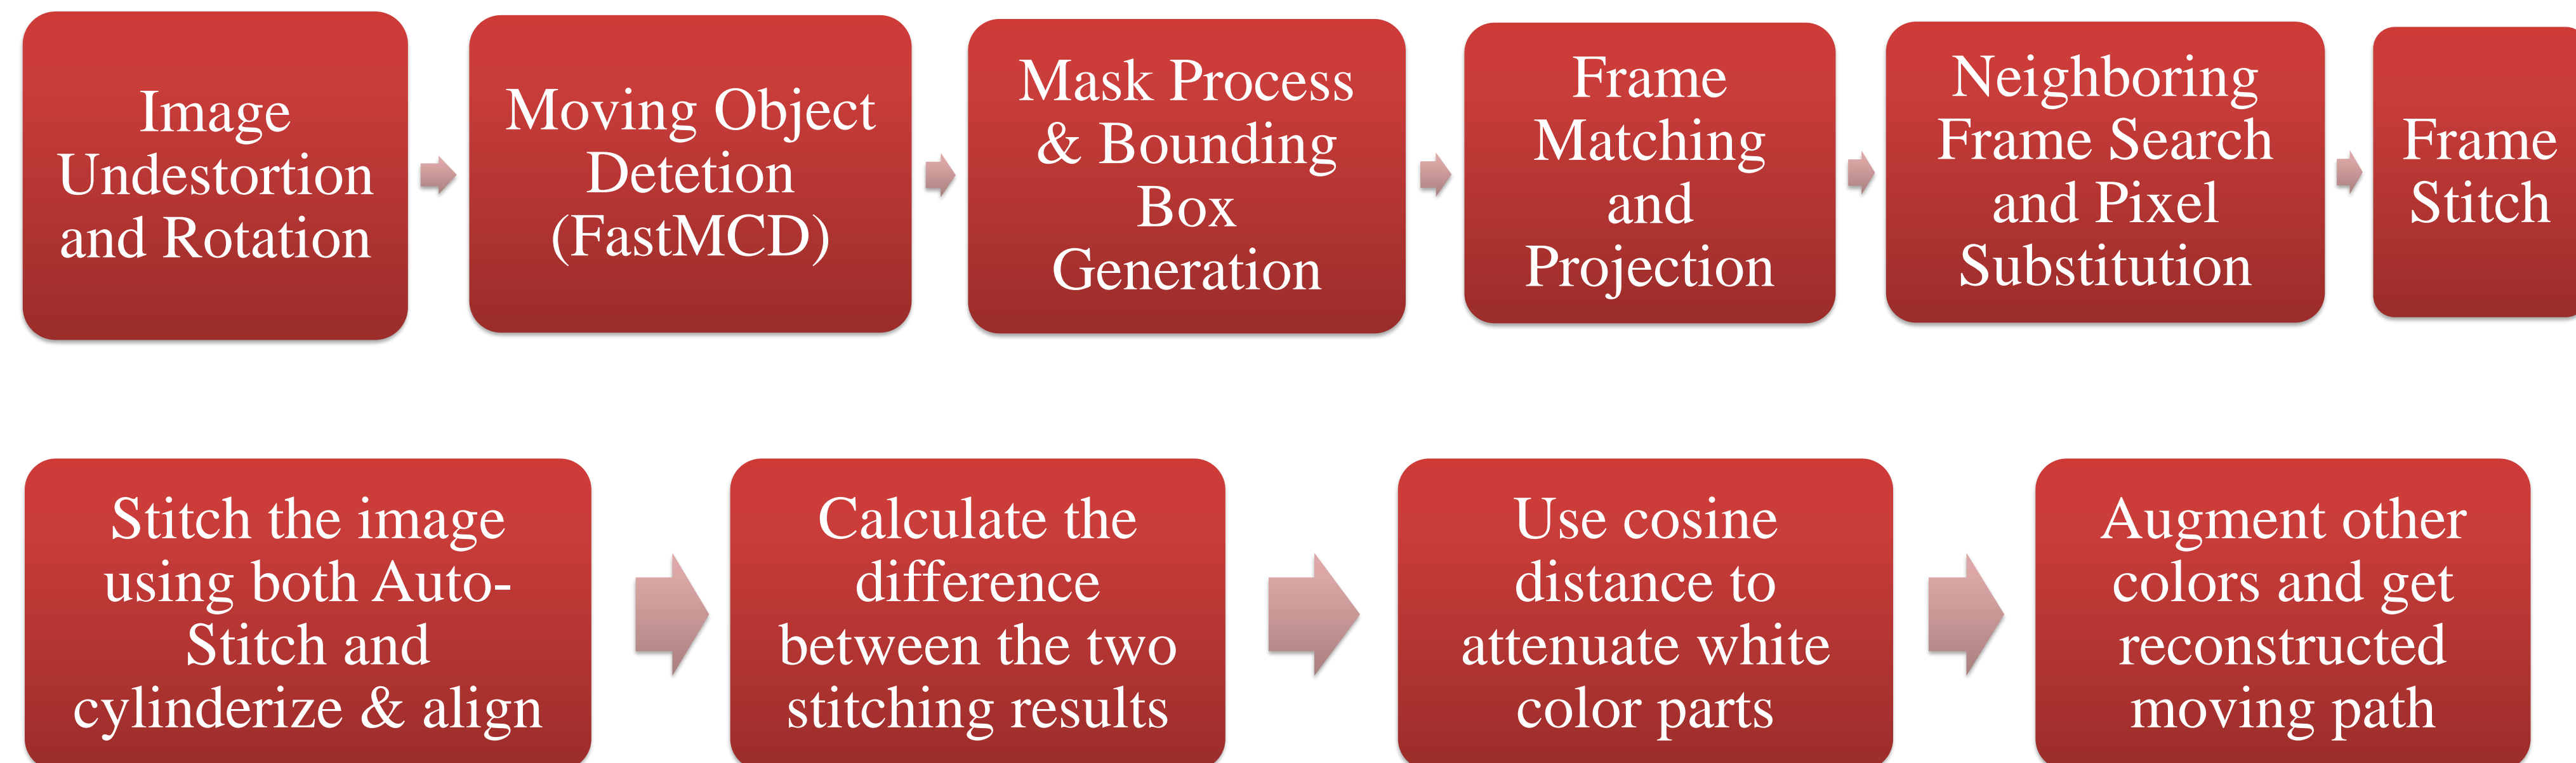 Image
Undestortion
and Rotation
Moving Object
Detetion
(FastMCD)
Mask Process
& Bounding
Box
Generation
Frame
Matching
and
Projection
Neighboring
Frame Search
and Pixel
Substitution
Frame
Stitch
Stitch the image
using both Auto-
Stitch and
cylinderize & align
Calculate the
difference
between the two
stitching results
Use cosine
distance to
attenuate white
color parts
Augment other
colors and get
reconstructed
moving path